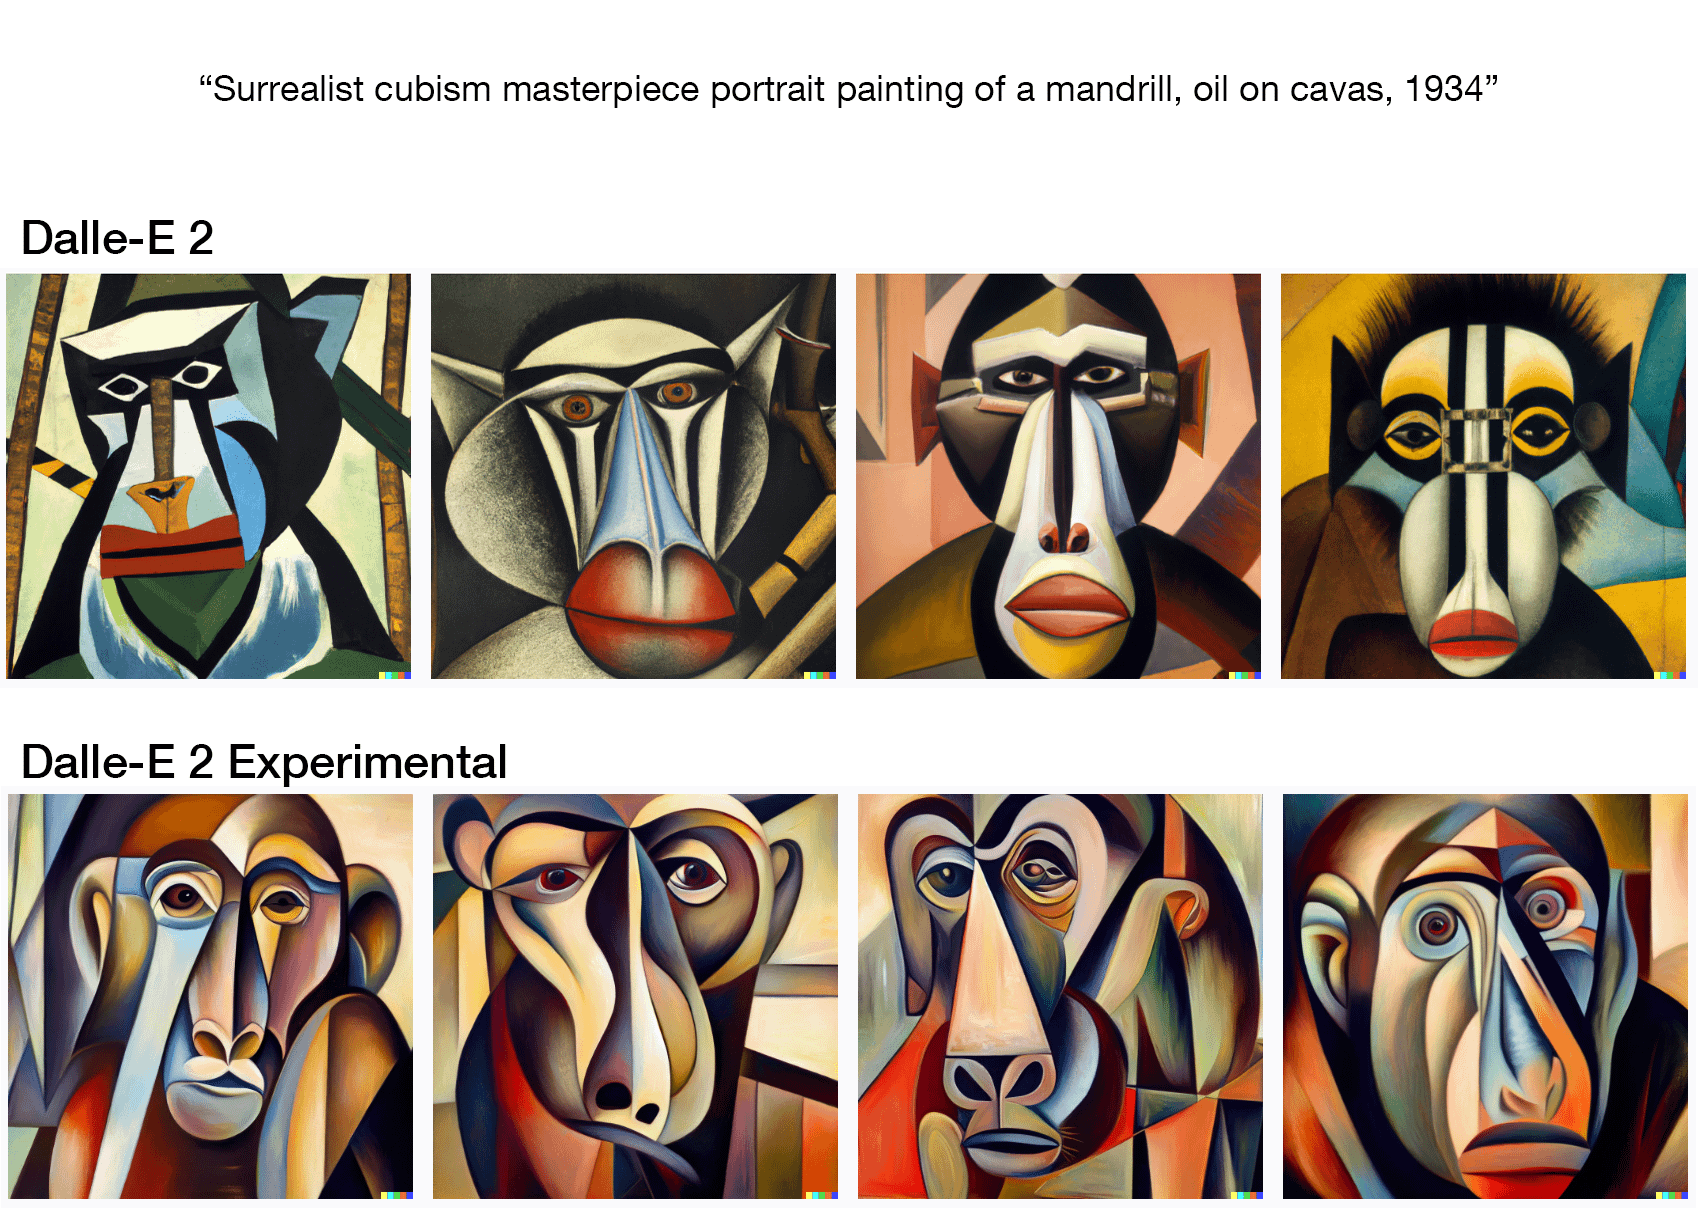 “Surrealist cubism masterpiece portrait painting of a mandrill, oil on cavas, 1934”
Dalle-E 2
Dalle-E 2 Experimental